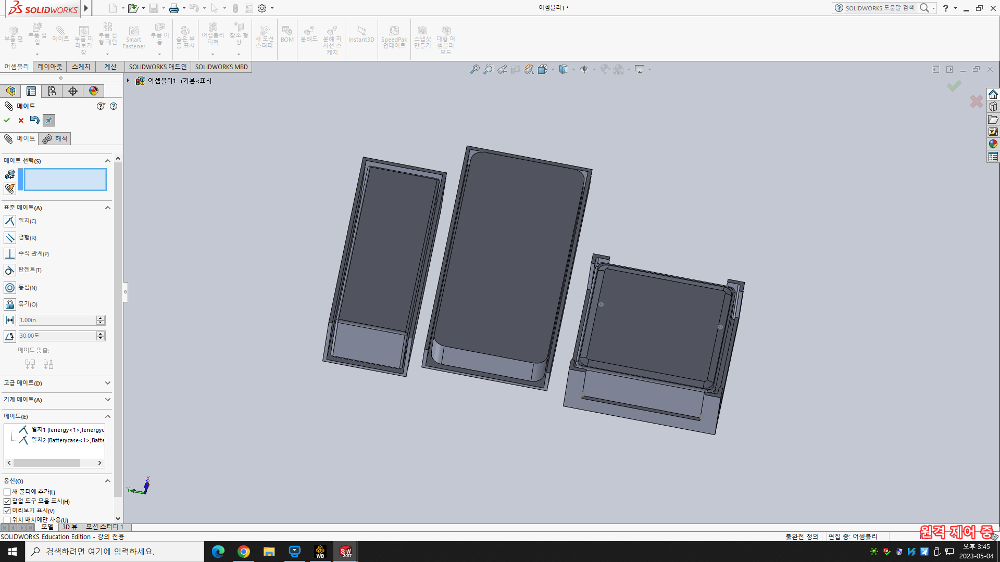 SOLIDWORKS
어셈블리1 *
SOLIDWORKS 도움말 검색
부품 편집
부품 삽입
메이트
부품 미리보기 창
부품 선형 패턴
Smart Fastener
부품 이동
숨은 부품 표시
어셈블리 피처
참조 형상
새 모션 스터디
BOM
분해도
분해 지시선 스케치
Instant3D
SpeedPak 업데이트
스냅샷 만들기
대형 어셈블리 모드
어셈블리
레이아웃
스케치
계산
SOLIDWORKS 애드인
SOLIDWORKS MBD
어셈블리1 (기본<표시 ...
메이트
메이트
해석
메이트 선택(S)
표준 메이트(A)
일치(C)
평행(R)
수직 관계(P)
탄젠트(T)
동심(N)
묶기(O)
1.00in
30.00도
메이트 맞춤:
고급 메이트(D)
기계 메이트(A)
메이트(E)
일치1 (lenergy<1>,lenergyc
일치2 (Batterycase<1>,Batte
옵션(O)
새 폴더에 추가(L)
팝업 도구 모음 표시(H)
미리보기 표시(V)
위치 배치에만 사용(U)
X
Y
모델
3D 뷰
모션 스터디 1
SOLIDWORKS Education Edition - 강의 전용
불완전 정의
편집 중: 어셈블리
원격 제어 중
검색하려면 여기에 입력하세요.
WB
SW
2017
오후 3:45
2023-05-04